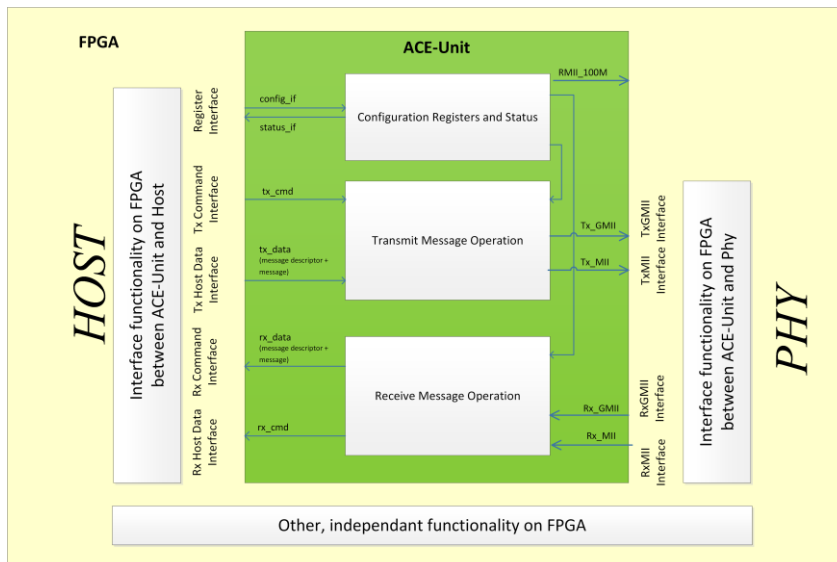 FPGA
ACE-Unit
RMII_100M
Register
Interface
config_if
status_if
Configuration Registers and Status
HOST
Interface functionality on FPGA
between ACE-Unit and Host
Tx Command
Interface
tx_cmd
Tx Host Data
Interface
tx_data
(message descriptor +
message)
Transmit Message Operation
Tx_GMII
Tx_MII
TxGMII
Interface
TxMII
Interface
Rx Command
Interface
rx_data
(message descriptor +
message)
Rx Host Data
Interface
rx_cmd
Receive Message Operation
Rx_GMII
Rx_MII
RxGMII
Interface
RxMII
Interface
Interface functionality on FPGA
between ACE-Unit and Phy
PHY
Other, independant functionality on FPGA